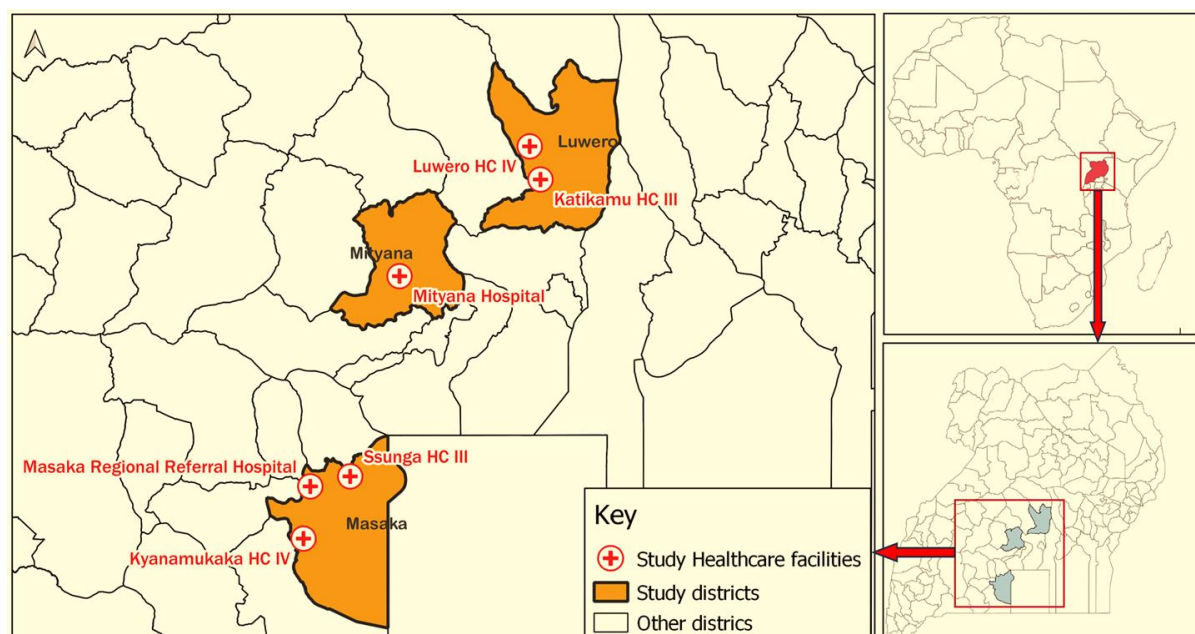 Luwero
Luwero HC IV
Katikamu HC III
Mityana
Mityana Hospital
Ssunga HC III
Masaka Regional Referral Hospital
Masaka
Kyanamukaka HC IV
Key
Study Healthcare facilities
Study districts
Other districs